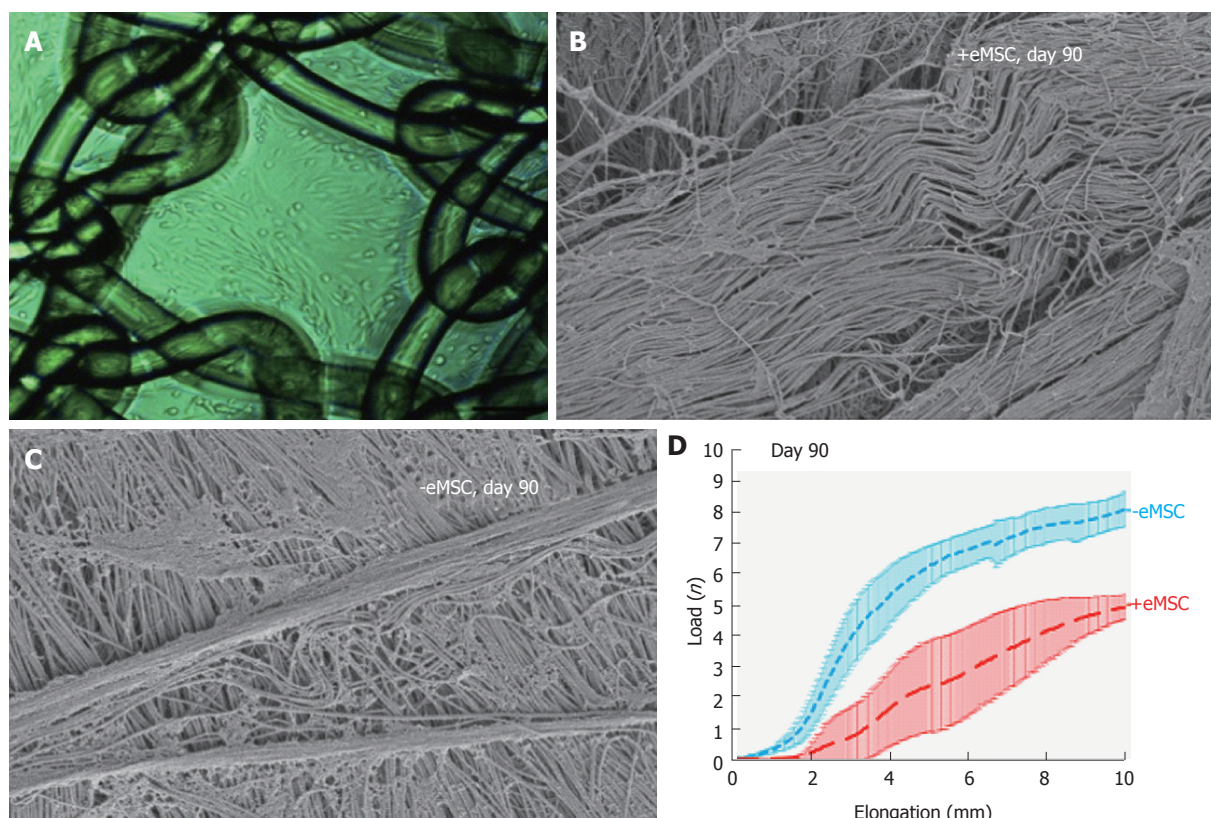 A
B
+eMSC, day 90
C
-eMSC, day 90
D
Day 90
10
9
8
7
6
5
4
3
2
1
0
Load (n)
-eMSC
+eMSC
0 2 4 6 8 10
Elongation (mm)